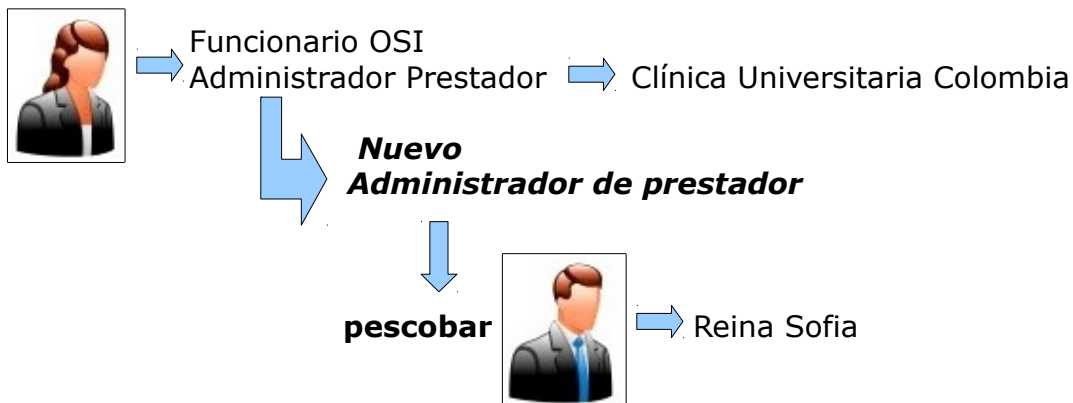 Funcionario OSI
Administrador Prestador
Clínica Universitaria Colombia
Nuevo
Administrador de prestador
pescobar
Reina Sofia